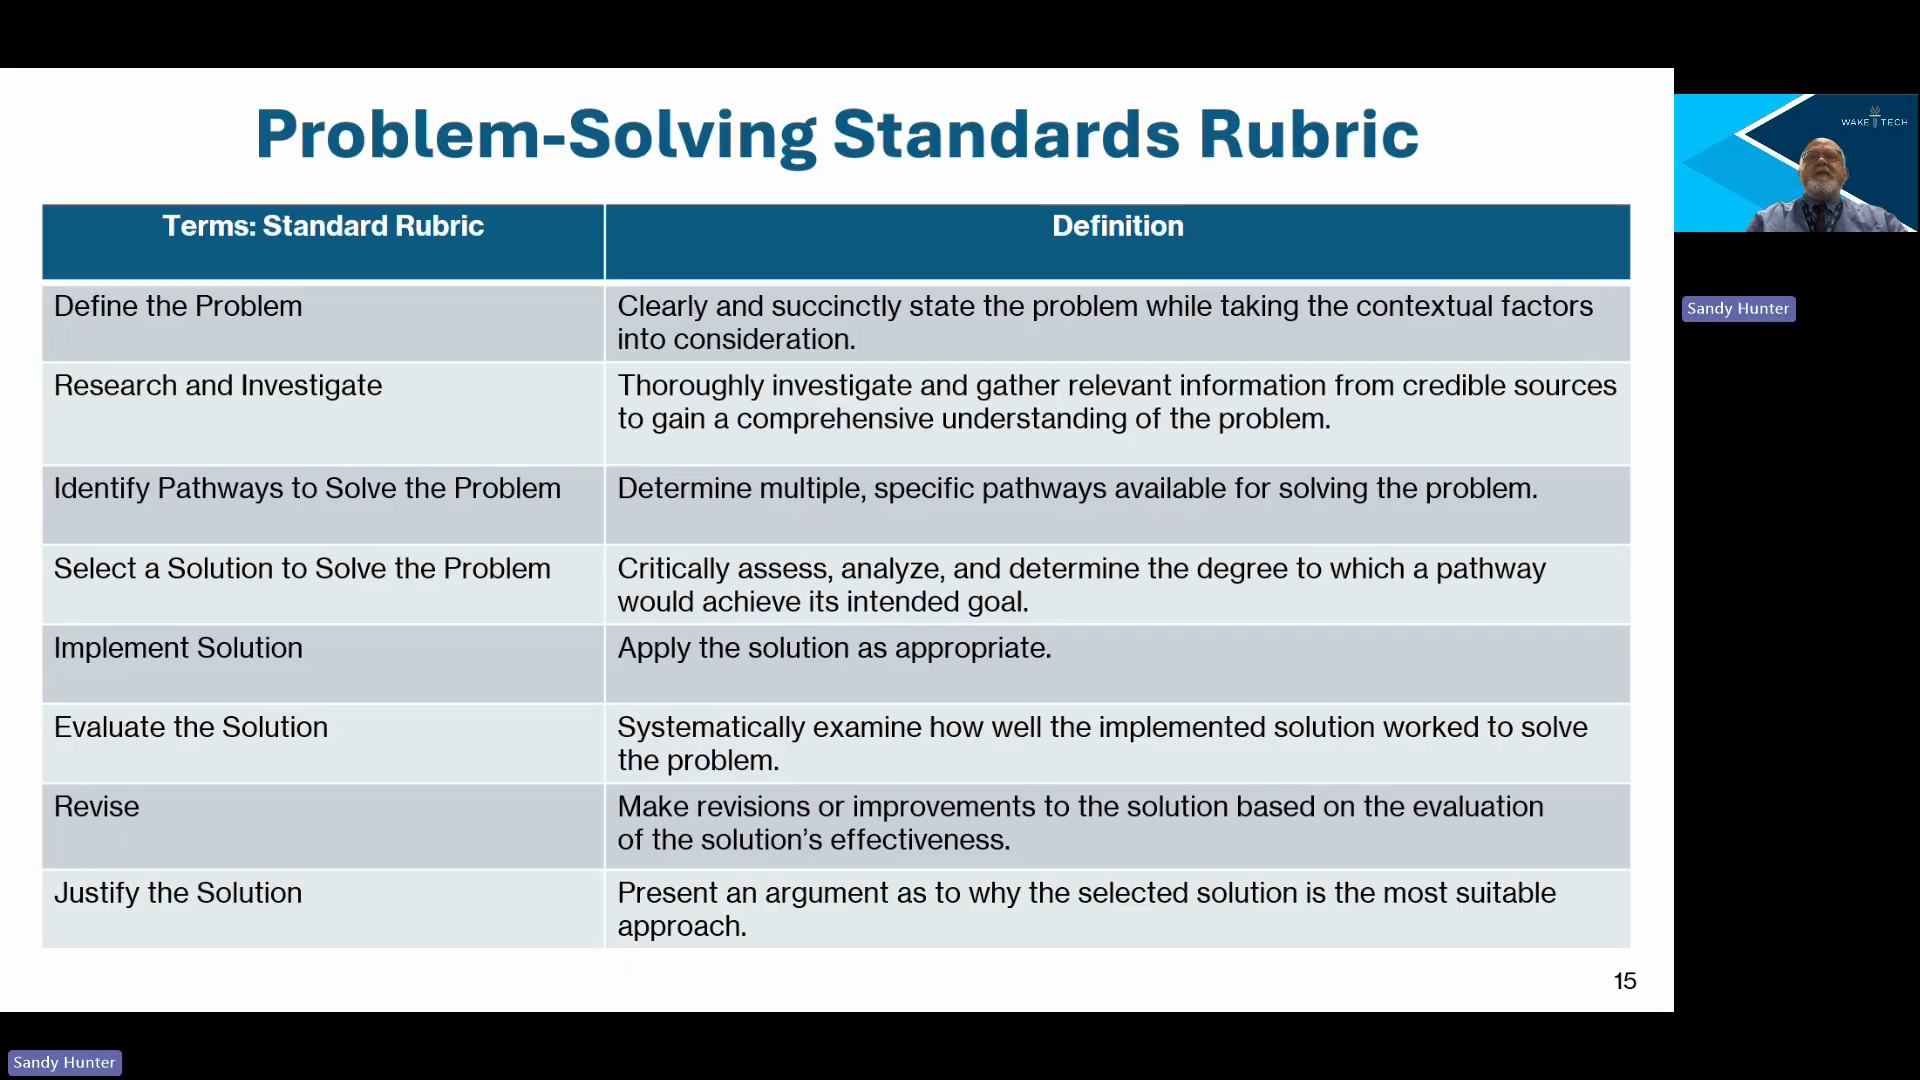 Problem-Solving Standards Rubric
WAKE TECH
Terms: Standard Rubric
Definition
Define the Problem
Clearly and succinctly state the problem while taking the contextual factors
into consideration.
Sandy Hunter
Research and Investigate
Thoroughly investigate and gather relevant information from credible sources
to gain a comprehensive understanding of the problem.
Identify Pathways to Solve the Problem
Determine multiple, specific pathways available for solving the problem.
Select a Solution to Solve the Problem
Critically assess, analyze, and determine the degree to which a pathway
would achieve its intended goal.
Implement Solution
Apply the solution as appropriate.
Evaluate the Solution
Systematically examine how well the implemented solution worked to solve
the problem.
Revise
Make revisions or improvements to the solution based on the evaluation
of the solution’s effectiveness.
Justify the Solution
Present an argument as to why the selected solution is the most suitable
approach.
15
Sandy Hunter